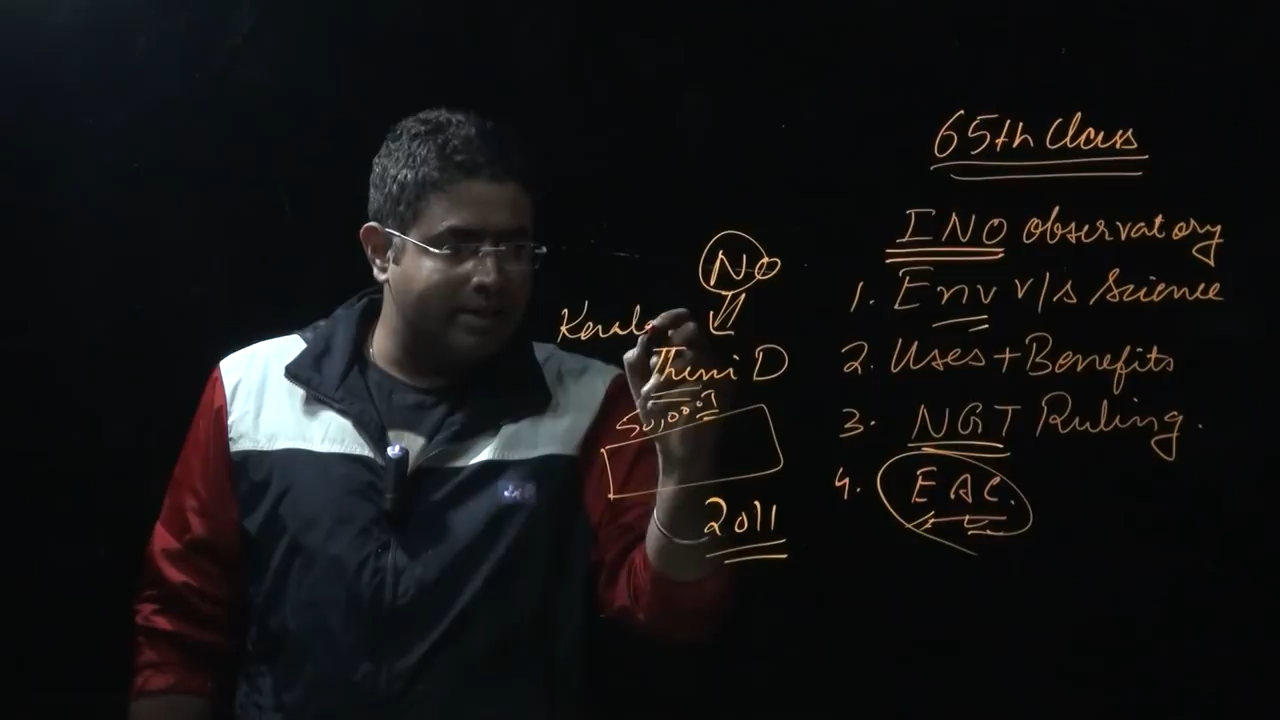 65th Class
INO observatory
1. Env v/s Science
2. Uses + Benefits
3. NGT Ruling.
4. EAC.
NO
Kerala
Theni D
50,000T
2011